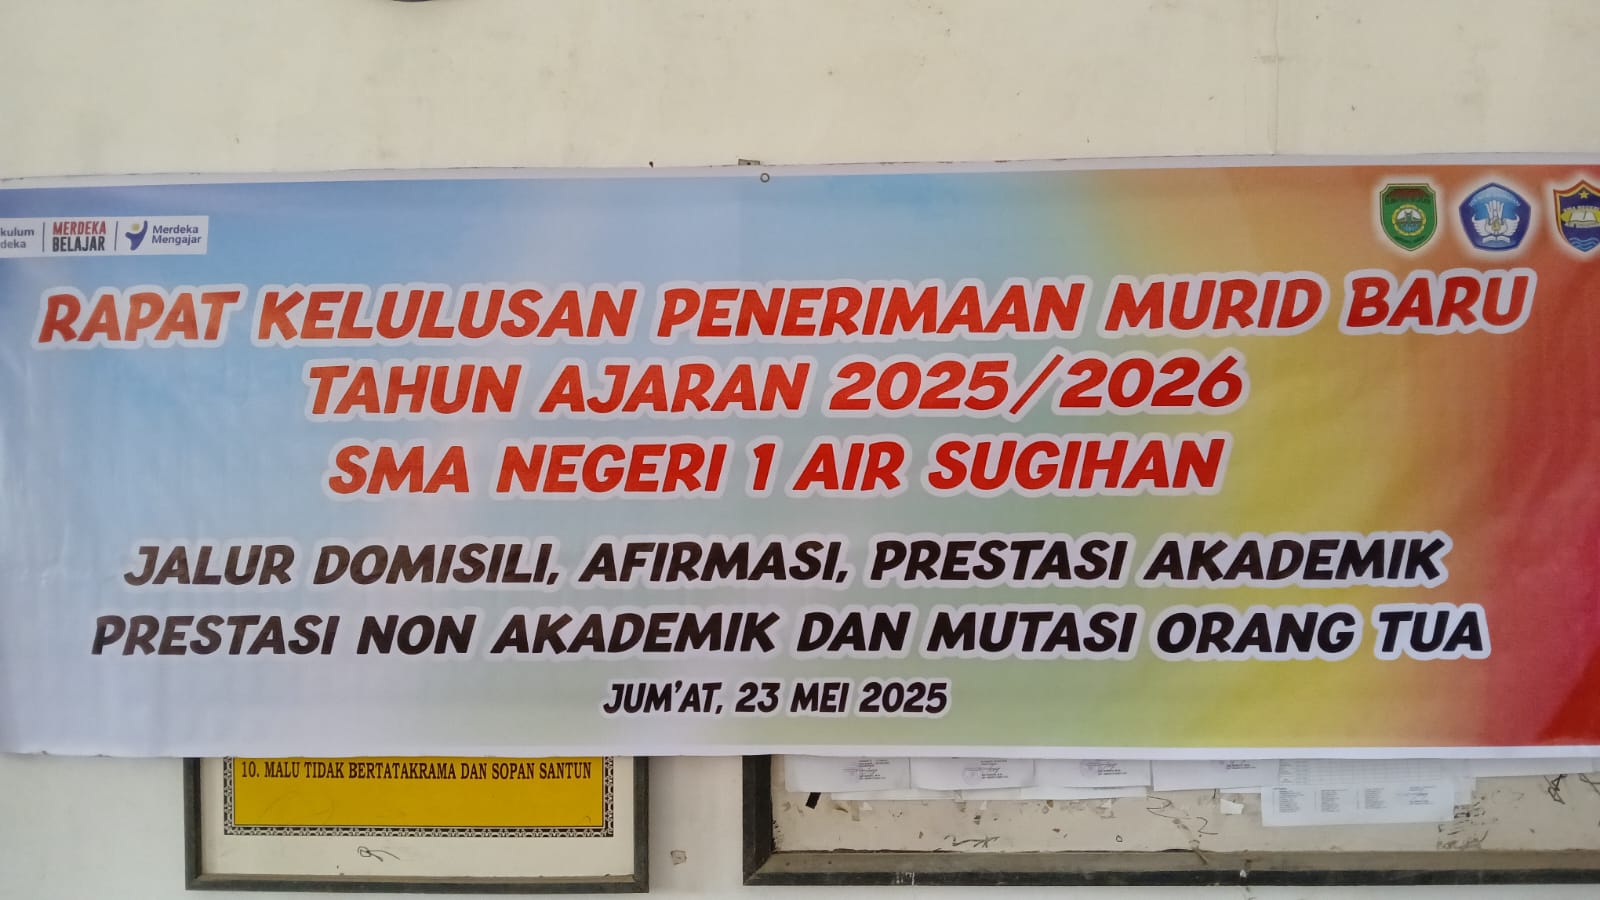 MERDEKA
BELAJAR
Merdeka
Mengajar
RAPAT KELULUSAN PENERIMAAN MURID BARU
TAHUN AJARAN 2025/2026
SMA NEGERI 1 AIR SUGIHAN
JALUR DOMISILI, AFIRMASI, PRESTASI AKADEMIK
PRESTASI NON AKADEMIK DAN MUTASI ORANG TUA
JUM'AT, 23 MEI 2025
10. MALU TIDAK BERTATAKRAMA DAN SOPAN SANTUN